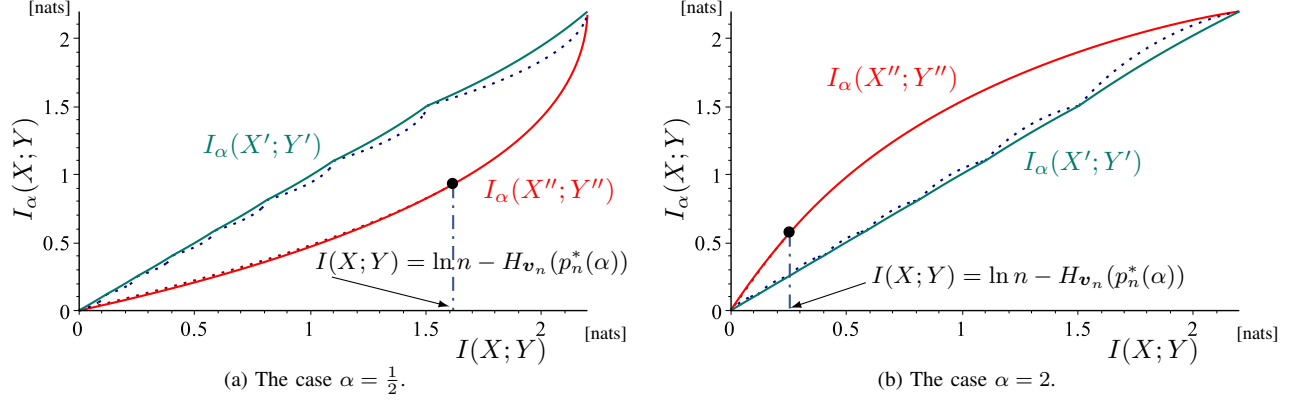 [nats]
2
1.5
1
0.5
0
I_α(X; Y)
I_α(X′; Y′)
I_α(X″; Y″)
I(X; Y) = ln n − H_{v_n}(p*_n(α))
0 0.5 1 1.5 2
[nats]
I(X; Y)
(a) The case α = 1/2.
[nats]
2
1.5
1
0.5
0
I_α(X; Y)
I_α(X″; Y″)
I_α(X′; Y′)
I(X; Y) = ln n − H_{v_n}(p*_n(α))
0 0.5 1 1.5 2
[nats]
I(X; Y)
(b) The case α = 2.